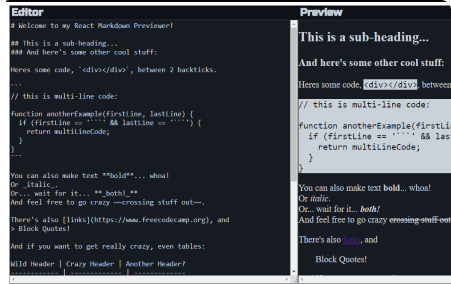 Editor
# Welcome to my React Markdown Previewer!
## This is a sub-heading...
### And here's some other cool stuff:
Heres some code, `<div></div>`, between 2 backticks.
```
// this is multi-line code:
function anotherExample(firstLine, lastLine) {
if (firstLine == '```' && lastLine == '```') {
return multiLineCode;
}
}
```
You can also make text **bold**... whoa!
Or _italic_.
Or... wait for it... **_both!_**
And feel free to go crazy ~~crossing stuff out~~.
There's also [links](https://www.freecodecamp.org), and
> Block Quotes!
And if you want to get really crazy, even tables:
Wild Header | Crazy Header | Another Header?
------------ | ------------- | -------------
Preview
This is a sub-heading...
And here's some other cool stuff:
Heres some code, <div></div>, between
// this is multi-line code:
function anotherExample(firstLi
if (firstLine == '```' && las
return multiLineCode;
}
}
You can also make text bold... whoa!
Or italic.
Or... wait for it... both!
And feel free to go crazy crossing stuff out.
There's also links, and
Block Quotes!